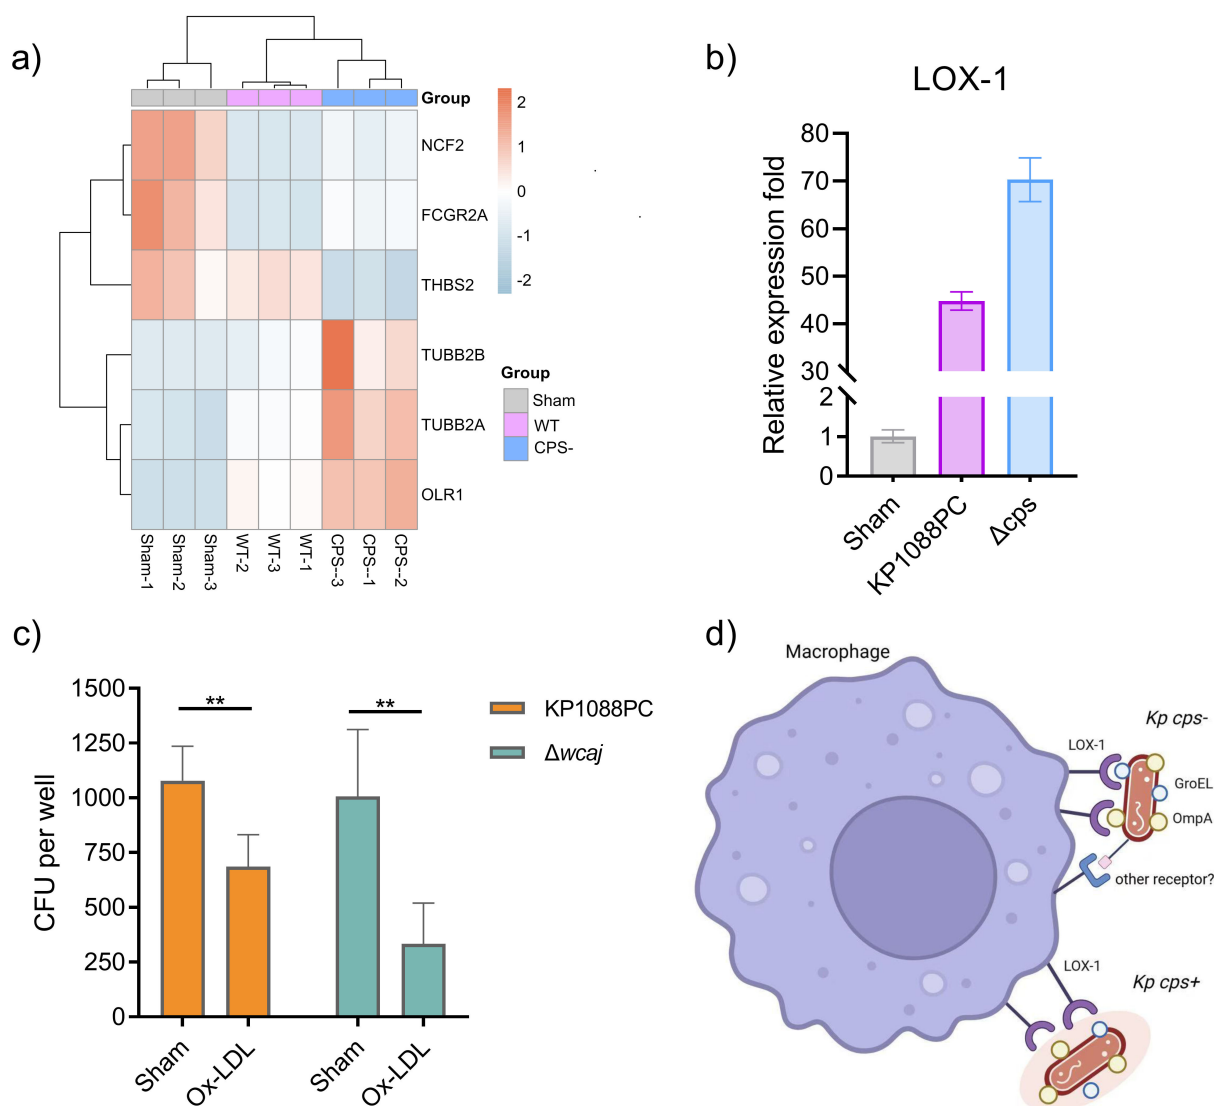 a)
Group
NCF2
FCGR2A
THBS2
TUBB2B
TUBB2A
OLR1
2
1
0
-1
-2
Group
Sham
WT
CPS-
Sham-1
Sham-2
Sham-3
WT-2
WT-3
WT-1
CPS--3
CPS--1
CPS--2
b)
LOX-1
Relative expression fold
80
70
60
50
40
30
2
1
0
Sham
KP1088PC
Δcps
c)
CFU per well
1500
1250
1000
750
500
250
0
**
**
KP1088PC
Δwcaj
Sham
Ox-LDL
Sham
Ox-LDL
d)
Macrophage
Kp cps-
LOX-1
GroEL
OmpA
other receptor?
LOX-1
Kp cps+